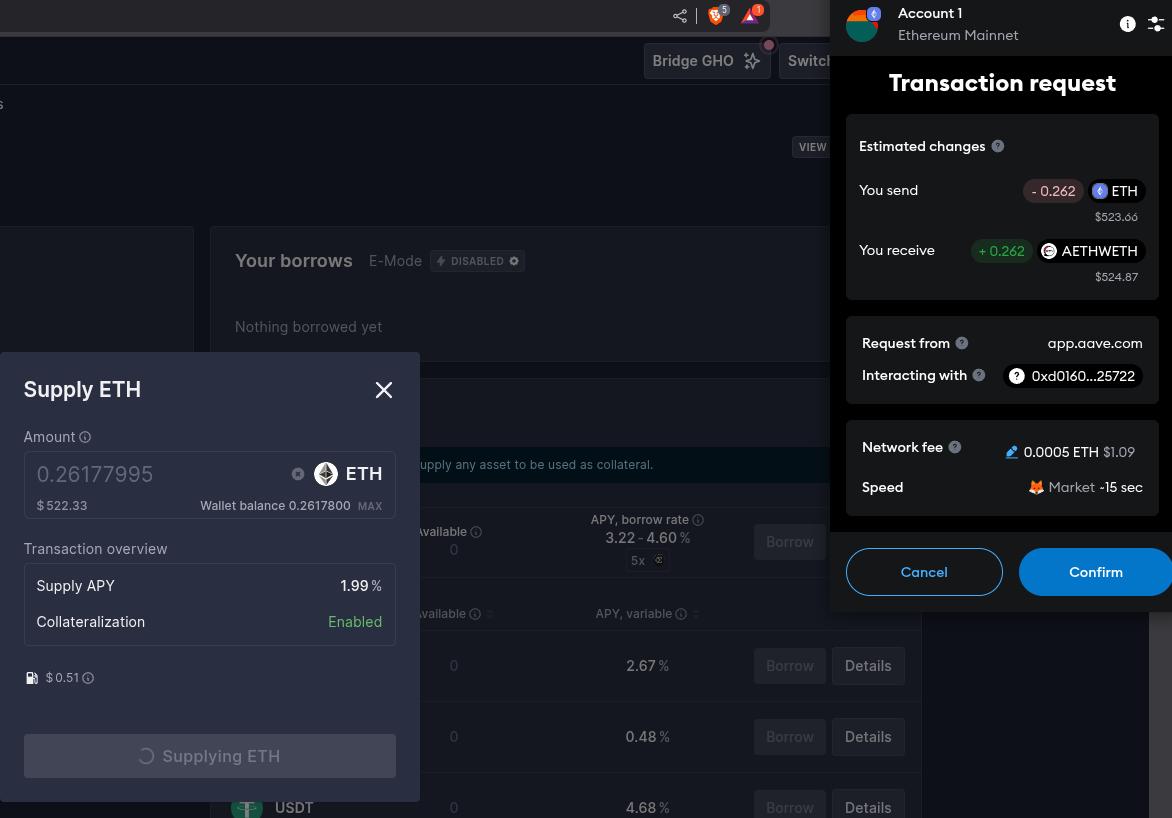 5
1
Bridge GHO
Switch
s
VIEW
Your borrows
E-Mode
DISABLED
Nothing borrowed yet
Supply ETH
Amount
0.26177995
ETH
$ 522.33
Wallet balance 0.2617800 MAX
Transaction overview
Supply APY
1.99 %
Collateralization
Enabled
$ 0.51
Supplying ETH
upply any asset to be used as collateral.
Available
0
APY, borrow rate
3.22 - 4.60 %
5x
Borrow
Available
APY, variable
0
2.67 %
Borrow
Details
0
0.48 %
Borrow
Details
USDT
0
4.68 %
Borrow
Details
Account 1
Ethereum Mainnet
Transaction request
Estimated changes
You send
- 0.262
ETH
$523.66
You receive
+ 0.262
AETHWETH
$524.87
Request from
app.aave.com
Interacting with
0xd0160...25722
Network fee
0.0005 ETH $1.09
Speed
Market ~15 sec
Cancel
Confirm